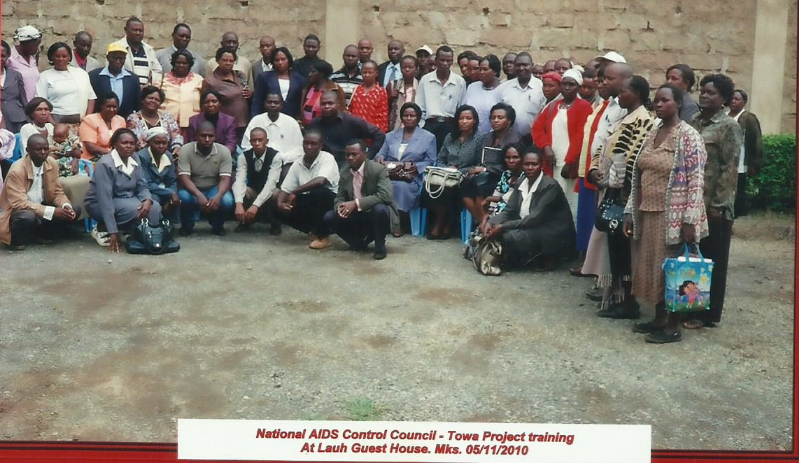 National AIDS Control Council - Towa Project training
At Lauh Guest House. Mks. 05/11/2010